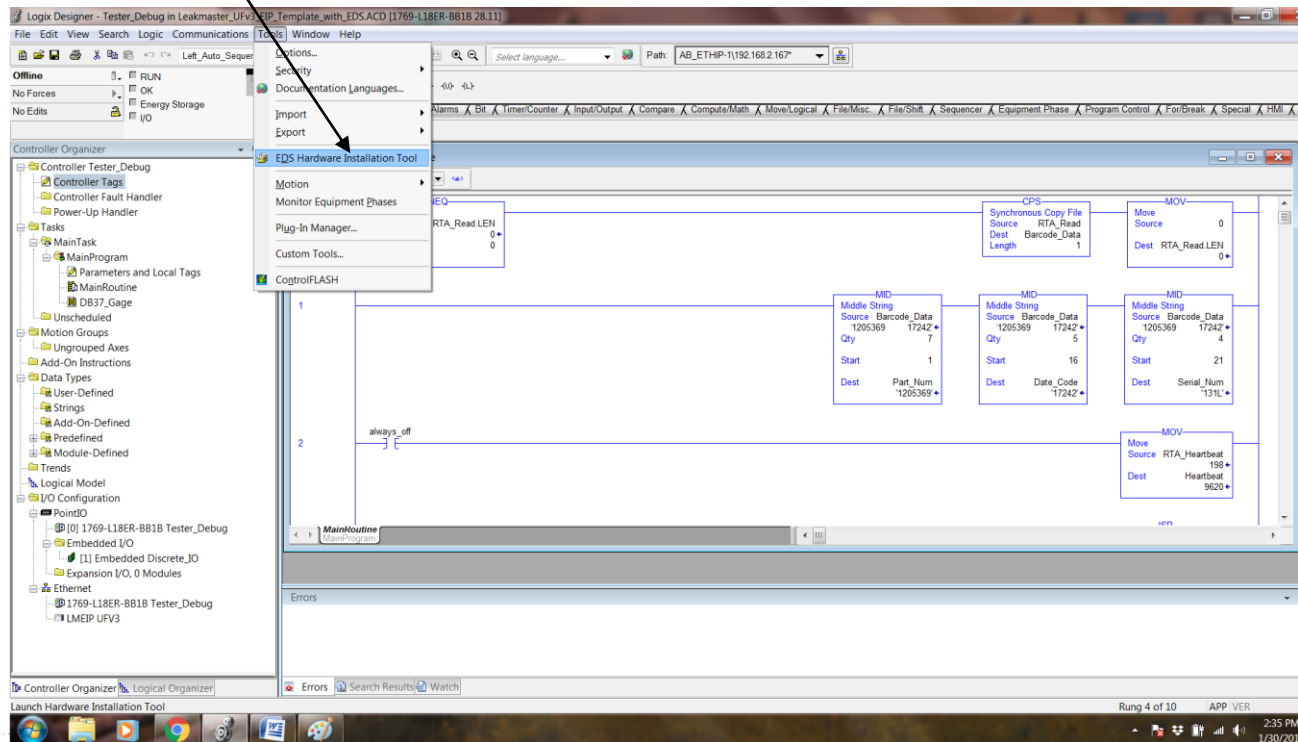 Logix Designer - Tester_Debug in Leakmaster_UFv3_EIP_Template_with_EDS.ACD [1769-L18ER-BB1B 28.11]
File Edit View Search Logic Communications Tools Window Help
Left_Auto_Sequer
Select language...
Path: AB_ETHIP-1\192.168.2.167*
Offline
RUN
No Forces
OK
Energy Storage
No Edits
I/O
Options...
Security
Documentation Languages...
Import
Export
EDS Hardware Installation Tool
Motion
Monitor Equipment Phases
Plug-In Manager...
Custom Tools...
ControlFLASH
Alarms Bit Timer/Counter Input/Output Compare Compute/Math Move/Logical File/Misc. File/Shift Sequencer Equipment Phase Program Control For/Break Special HMI
Controller Organizer
Controller Tester_Debug
Controller Tags
Controller Fault Handler
Power-Up Handler
Tasks
MainTask
MainProgram
Parameters and Local Tags
MainRoutine
DB37_Gage
Unscheduled
Motion Groups
Ungrouped Axes
Add-On Instructions
Data Types
User-Defined
Strings
Add-On-Defined
Predefined
Module-Defined
Trends
Logical Model
I/O Configuration
PointIO
[0] 1769-L18ER-BB1B Tester_Debug
Embedded I/O
[1] Embedded Discrete_IO
Expansion I/O, 0 Modules
Ethernet
1769-L18ER-BB1B Tester_Debug
LMEIP UFV3
Controller Organizer Logical Organizer
EQ
RTA_Read.LEN
0
0
CPS
Synchronous Copy File
Source RTA_Read
Dest Barcode_Data
Length 1
MOV
Move
Source 0
Dest RTA_Read.LEN
0
1
MID
Middle String
Source Barcode_Data
'1205369 17242'
Qty 7
Start 1
Dest Part_Num
'1205369'
MID
Middle String
Source Barcode_Data
'1205369 17242'
Qty 5
Start 16
Dest Date_Code
'17242'
MID
Middle String
Source Barcode_Data
'1205369 17242'
Qty 4
Start 21
Dest Serial_Num
'131L'
2
always_off
MOV
Move
Source RTA_Heartbeat
198
Dest Heartbeat
9620
MainRoutine
MainProgram
Errors
Errors Search Results Watch
Launch Hardware Installation Tool
Rung 4 of 10 APP VER
2:35 PM